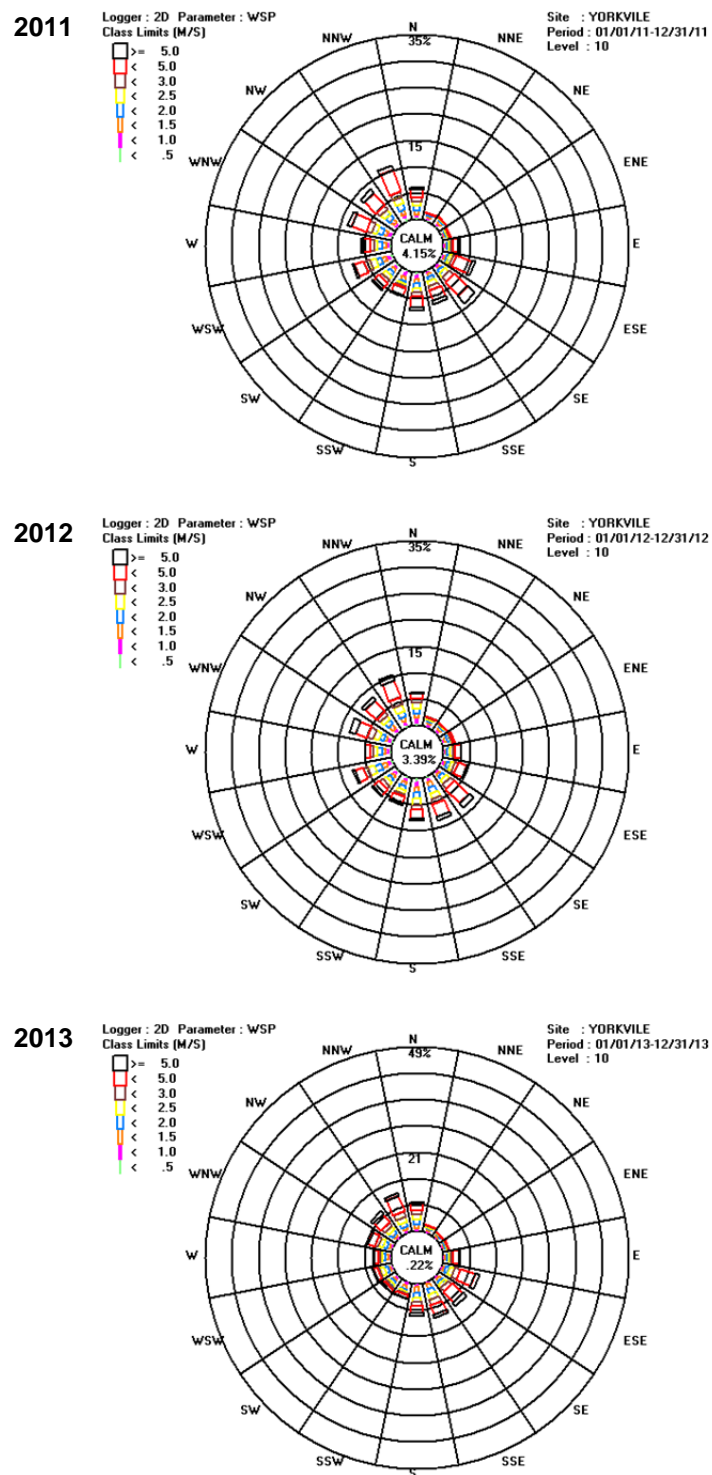 2011
Logger : 2D Parameter : WSP
Class Limits (M/S)
>= 5.0
< 5.0
< 3.0
< 2.5
< 2.0
< 1.5
< 1.0
< .5
Site : YORKVILE
Period : 01/01/11-12/31/11
Level : 10
N
35%
NNW
NNE
NW
NE
15
WNW
ENE
W
CALM
4.15%
E
WSW
ESE
SW
SE
SSW
SSE
S
2012
Logger : 2D Parameter : WSP
Class Limits (M/S)
>= 5.0
< 5.0
< 3.0
< 2.5
< 2.0
< 1.5
< 1.0
< .5
Site : YORKVILE
Period : 01/01/12-12/31/12
Level : 10
N
35%
NNW
NNE
NW
NE
15
WNW
ENE
W
CALM
3.39%
E
WSW
ESE
SW
SE
SSW
SSE
S
2013
Logger : 2D Parameter : WSP
Class Limits (M/S)
>= 5.0
< 5.0
< 3.0
< 2.5
< 2.0
< 1.5
< 1.0
< .5
Site : YORKVILE
Period : 01/01/13-12/31/13
Level : 10
N
49%
NNW
NNE
NW
NE
21
WNW
ENE
W
CALM
.22%
E
WSW
ESE
SW
SE
SSW
SSE
S